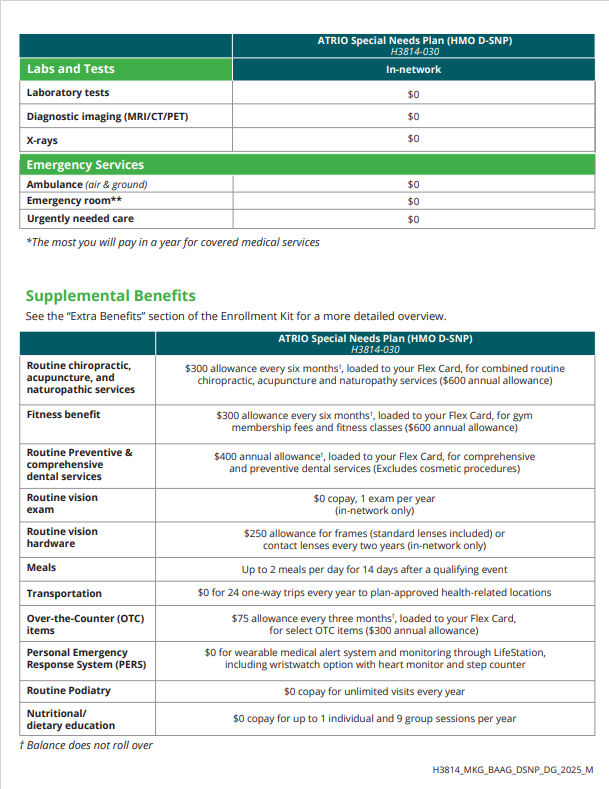 ATRIO Special Needs Plan (HMO D-SNP)
H3814-030
Labs and Tests
In-network
Laboratory tests
$0
Diagnostic imaging (MRI/CT/PET)
$0
X-rays
$0
Emergency Services
Ambulance (air & ground)
$0
Emergency room**
$0
Urgently needed care
$0
*The most you will pay in a year for covered medical services
Supplemental Benefits
See the “Extra Benefits” section of the Enrollment Kit for a more detailed overview.
ATRIO Special Needs Plan (HMO D-SNP)
H3814-030
Routine chiropractic,
acupuncture, and
naturopathic services
$300 allowance every six months†, loaded to your Flex Card, for combined routine
chiropractic, acupuncture and naturopathy services ($600 annual allowance)
Fitness benefit
$300 allowance every six months†, loaded to your Flex Card, for gym
membership fees and fitness classes ($600 annual allowance)
Routine Preventive &
comprehensive
dental services
$400 annual allowance†, loaded to your Flex Card, for comprehensive
and preventive dental services (Excludes cosmetic procedures)
Routine vision
exam
$0 copay, 1 exam per year
(in-network only)
Routine vision
hardware
$250 allowance for frames (standard lenses included) or
contact lenses every two years (in-network only)
Meals
Up to 2 meals per day for 14 days after a qualifying event
Transportation
$0 for 24 one-way trips every year to plan-approved health-related locations
Over-the-Counter (OTC)
items
$75 allowance every three months†, loaded to your Flex Card,
for select OTC items ($300 annual allowance)
Personal Emergency
Response System (PERS)
$0 for wearable medical alert system and monitoring through LifeStation,
including wristwatch option with heart monitor and step counter
Routine Podiatry
$0 copay for unlimited visits every year
Nutritional/
dietary education
$0 copay for up to 1 individual and 9 group sessions per year
† Balance does not roll over
H3814_MKG_BAAG_DSNP_DG_2025_M